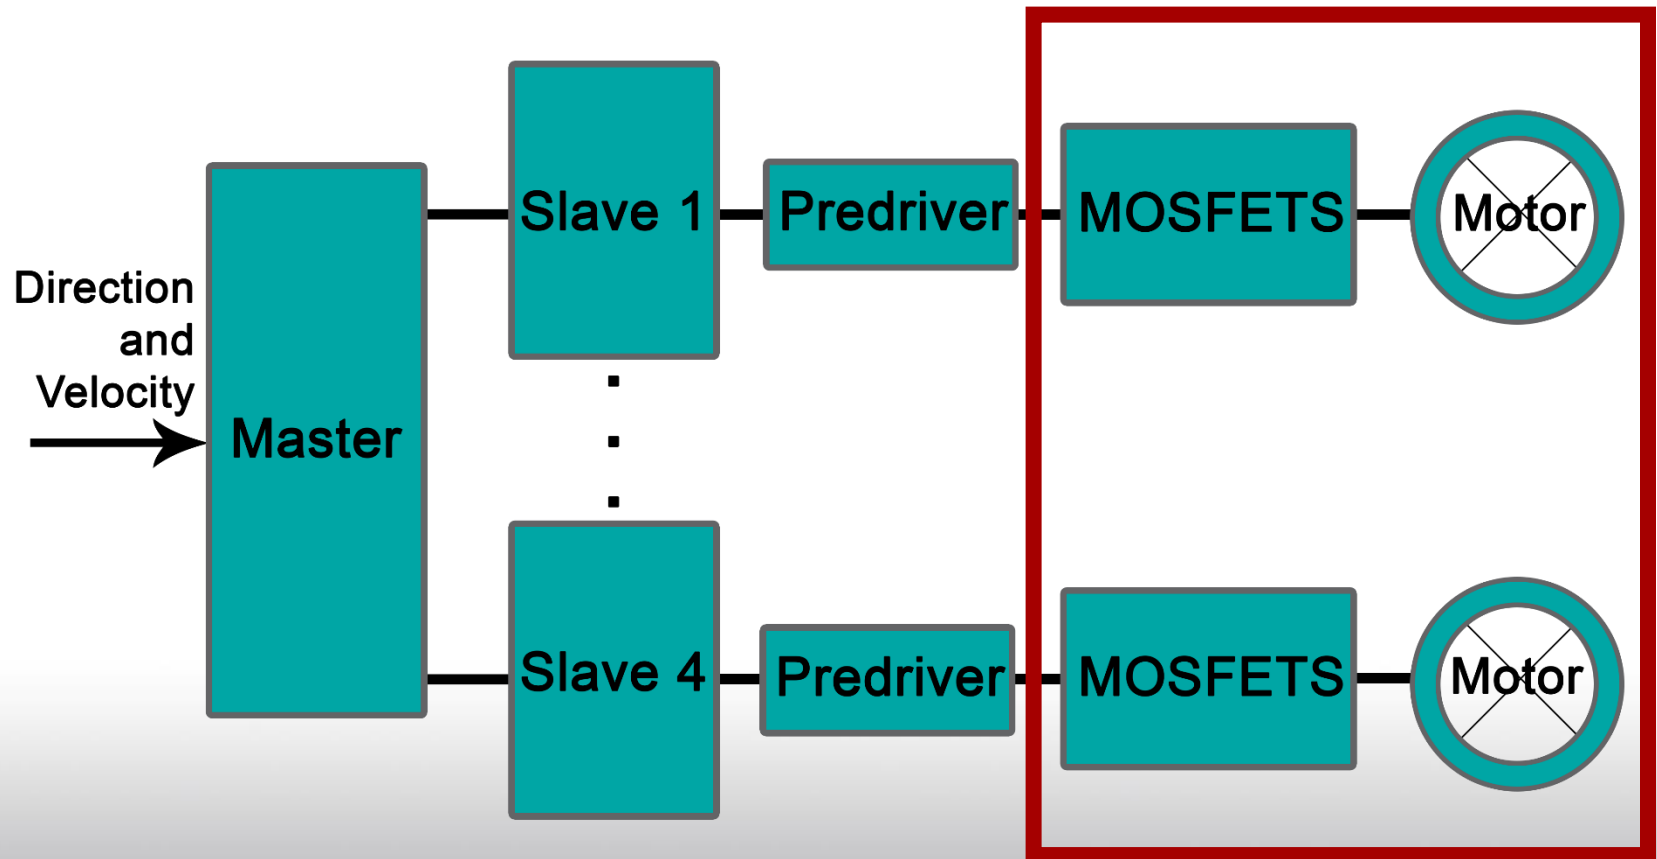 Direction
and
Velocity
Master
Slave 1
Predriver
MOSFETS
Motor
Slave 4
Predriver
MOSFETS
Motor